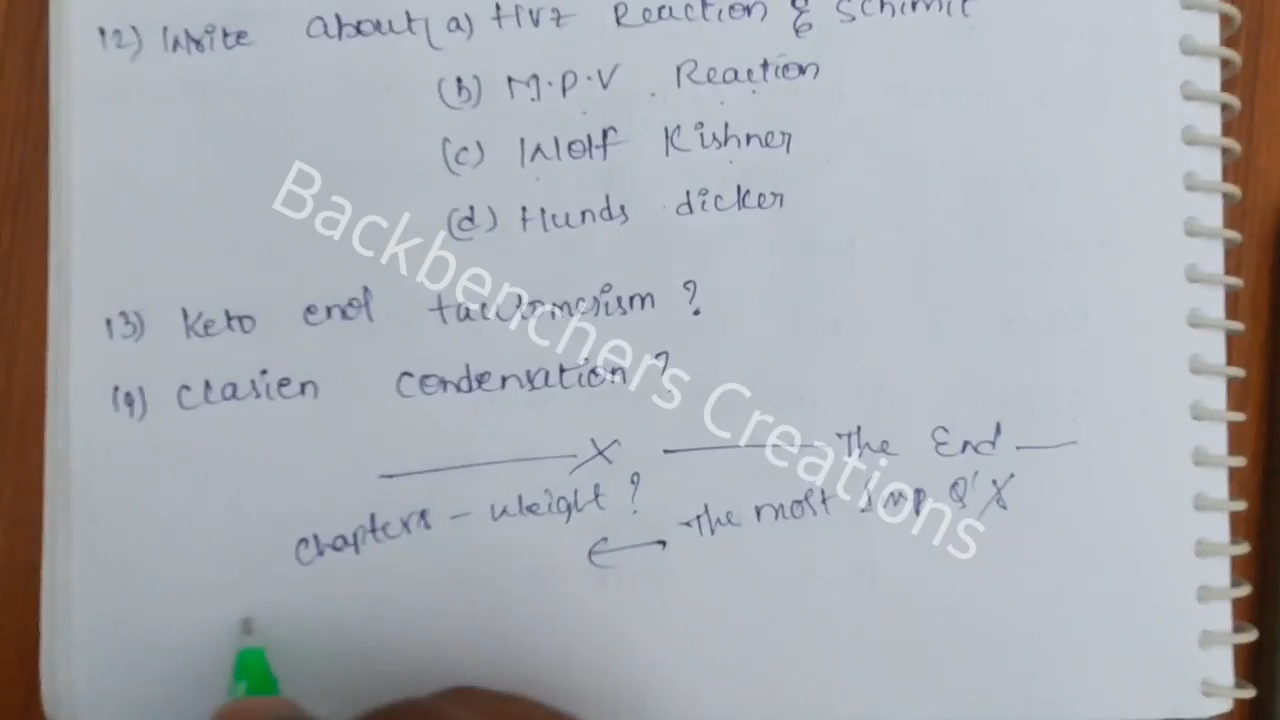 12) Write about (a) HVZ Reaction & Schimit
(b) M.P.V. Reaction
(c) Wolf Kishner
(d) Hunds dicker
13) Keto enol tautomerism ?
14) Clasien condensation ?
X The End
chapters - weight ?
The most Imp Q's
Backbenchers Creations